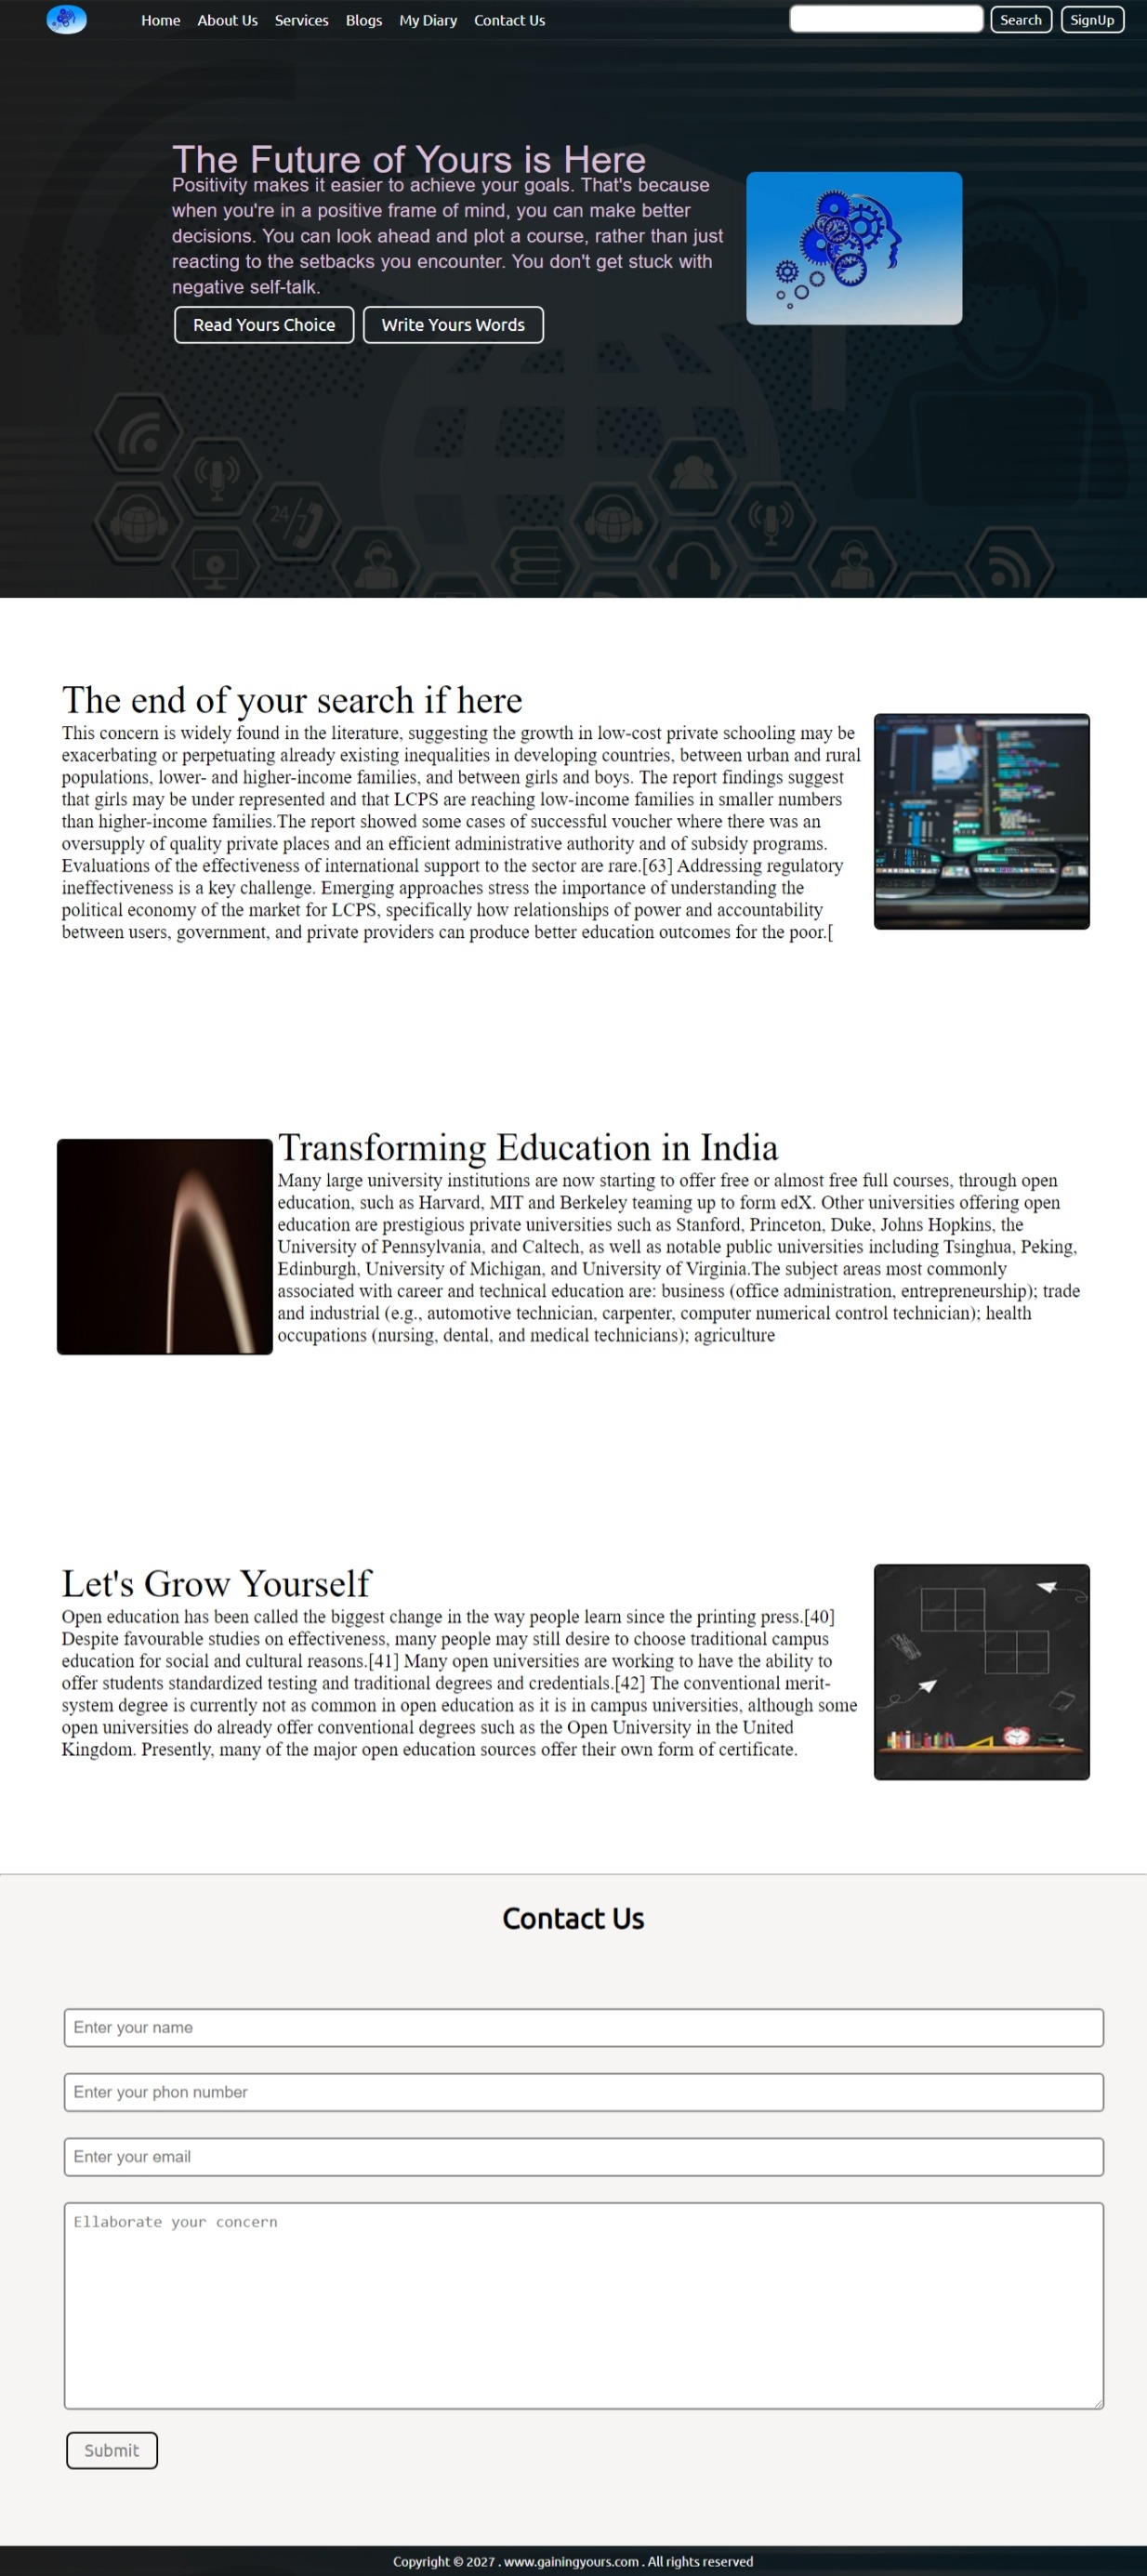 Home About Us Services Blogs My Diary Contact Us Search SignUp
The Future of Yours is Here
Positivity makes it easier to achieve your goals. That's because
when you're in a positive frame of mind, you can make better
decisions. You can look ahead and plot a course, rather than just
reacting to the setbacks you encounter. You don't get stuck with
negative self-talk.
Read Yours Choice Write Yours Words
24/7
The end of your search if here
This concern is widely found in the literature, suggesting the growth in low-cost private schooling may be
exacerbating or perpetuating already existing inequalities in developing countries, between urban and rural
populations, lower- and higher-income families, and between girls and boys. The report findings suggest
that girls may be under represented and that LCPS are reaching low-income families in smaller numbers
than higher-income families.The report showed some cases of successful voucher where there was an
oversupply of quality private places and an efficient administrative authority and of subsidy programs.
Evaluations of the effectiveness of international support to the sector are rare.[63] Addressing regulatory
ineffectiveness is a key challenge. Emerging approaches stress the importance of understanding the
political economy of the market for LCPS, specifically how relationships of power and accountability
between users, government, and private providers can produce better education outcomes for the poor.[
Transforming Education in India
Many large university institutions are now starting to offer free or almost free full courses, through open
education, such as Harvard, MIT and Berkeley teaming up to form edX. Other universities offering open
education are prestigious private universities such as Stanford, Princeton, Duke, Johns Hopkins, the
University of Pennsylvania, and Caltech, as well as notable public universities including Tsinghua, Peking,
Edinburgh, University of Michigan, and University of Virginia.The subject areas most commonly
associated with career and technical education are: business (office administration, entrepreneurship); trade
and industrial (e.g., automotive technician, carpenter, computer numerical control technician); health
occupations (nursing, dental, and medical technicians); agriculture
Let's Grow Yourself
Open education has been called the biggest change in the way people learn since the printing press.[40]
Despite favourable studies on effectiveness, many people may still desire to choose traditional campus
education for social and cultural reasons.[41] Many open universities are working to have the ability to
offer students standardized testing and traditional degrees and credentials.[42] The conventional merit-
system degree is currently not as common in open education as it is in campus universities, although some
open universities do already offer conventional degrees such as the Open University in the United
Kingdom. Presently, many of the major open education sources offer their own form of certificate.
Contact Us
Enter your name
Enter your phon number
Enter your email
Ellaborate your concern
Submit
Copyright © 2027 . www.gainingyours.com . All rights reserved